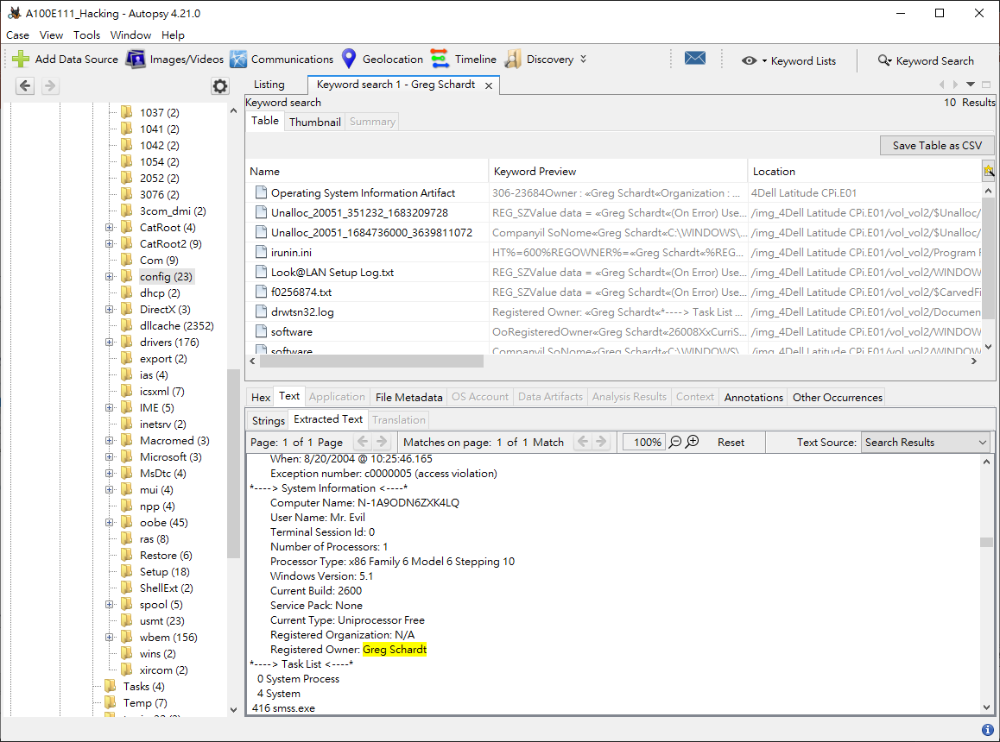 A100E111_Hacking - Autopsy 4.21.0
Case View Tools Window Help
Add Data Source Images/Videos Communications Geolocation Timeline Discovery Keyword Lists Keyword Search
Listing Keyword search 1 - Greg Schardt
Keyword search 10 Results
Table Thumbnail Summary
Save Table as CSV
Name Keyword Preview Location
Operating System Information Artifact 306-23684Owner : «Greg Schardt«Organization : ... 4Dell Latitude CPi.E01
Unalloc_20051_351232_1683209728 REG_SZValue data = «Greg Schardt«(On Error) Use... /img_4Dell Latitude CPi.E01/vol_vol2/$Unalloc/
Unalloc_20051_1684736000_3639811072 Companyil SoNome«Greg Schardt«C:\WINDOWS\... /img_4Dell Latitude CPi.E01/vol_vol2/$Unalloc/
irunin.ini HT%=600%REGOWNER%=«Greg Schardt«%REG... /img_4Dell Latitude CPi.E01/vol_vol2/Program F
Look@LAN Setup Log.txt REG_SZValue data = «Greg Schardt«(On Error) Use... /img_4Dell Latitude CPi.E01/vol_vol2/WINDOW
f0256874.txt REG_SZValue data = «Greg Schardt«(On Error) Use... /img_4Dell Latitude CPi.E01/vol_vol2/$CarvedFi
drwtsn32.log Registered Owner: «Greg Schardt«*----> Task List ... /img_4Dell Latitude CPi.E01/vol_vol2/Documen
software OoRegisteredOwner«Greg Schardt«26008XxCurriS... /img_4Dell Latitude CPi.E01/vol_vol2/WINDOW
software Companyil SoNome«Greg Schardt«C:\WINDOWS\... /img_4Dell Latitude CPi.E01/vol_vol2/WINDOW
1037 (2)
1041 (2)
1042 (2)
1054 (2)
2052 (2)
3076 (2)
3com_dmi (2)
CatRoot (4)
CatRoot2 (9)
Com (9)
config (23)
dhcp (2)
DirectX (3)
dllcache (2352)
drivers (176)
export (2)
ias (4)
icsxml (7)
IME (5)
inetsrv (2)
Macromed (3)
Microsoft (3)
MsDtc (4)
mui (4)
npp (4)
oobe (45)
ras (8)
Restore (6)
Setup (18)
ShellExt (2)
spool (5)
usmt (23)
wbem (156)
wins (2)
xircom (2)
Tasks (4)
Temp (7)
Hex Text Application File Metadata OS Account Data Artifacts Analysis Results Context Annotations Other Occurrences
Strings Extracted Text Translation
Page: 1 of 1 Page Matches on page: 1 of 1 Match 100% Reset Text Source: Search Results
When: 8/20/2004 @ 10:25:46.165
Exception number: c0000005 (access violation)
*----> System Information <----*
Computer Name: N-1A9ODN6ZXK4LQ
User Name: Mr. Evil
Terminal Session Id: 0
Number of Processors: 1
Processor Type: x86 Family 6 Model 6 Stepping 10
Windows Version: 5.1
Current Build: 2600
Service Pack: None
Current Type: Uniprocessor Free
Registered Organization: N/A
Registered Owner: Greg Schardt
*----> Task List <----*
0 System Process
4 System
416 smss.exe